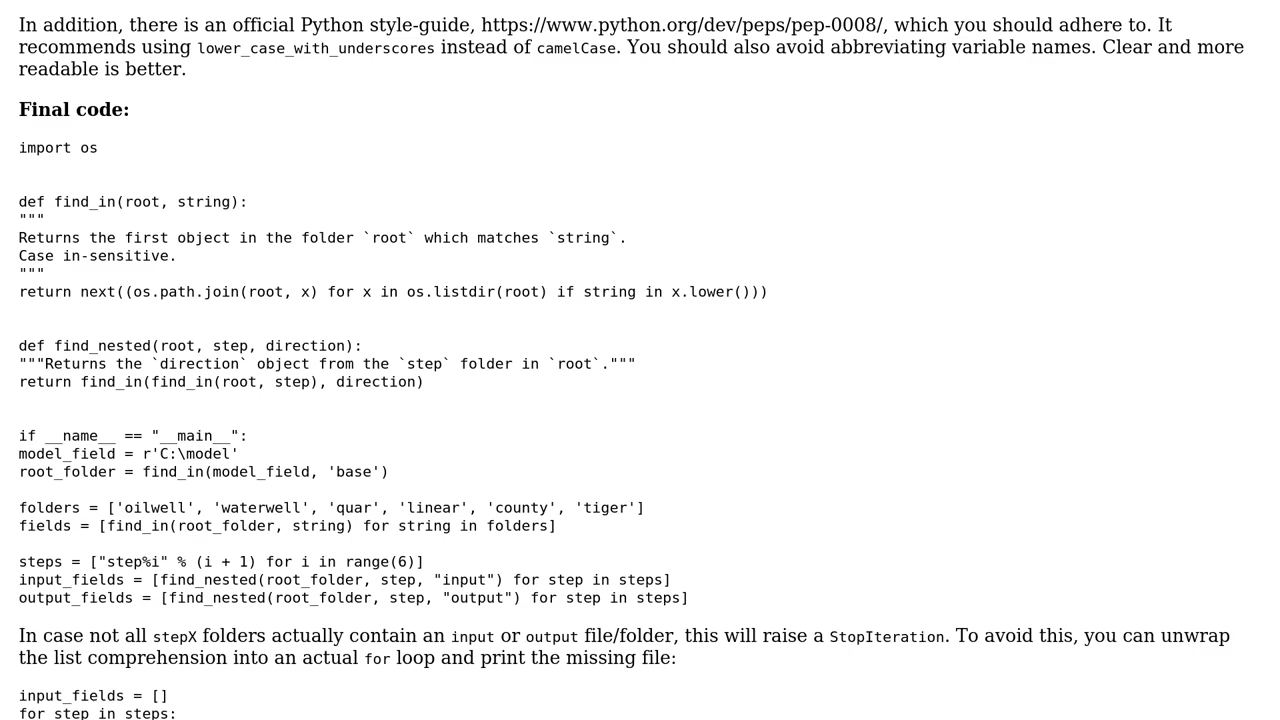 In addition, there is an official Python style-guide, https://www.python.org/dev/peps/pep-0008/, which you should adhere to. It
recommends using lower_case_with_underscores instead of camelCase. You should also avoid abbreviating variable names. Clear and more
readable is better.
Final code:
import os
def find_in(root, string):
"""
Returns the first object in the folder `root` which matches `string`.
Case in-sensitive.
"""
return next((os.path.join(root, x) for x in os.listdir(root) if string in x.lower()))
def find_nested(root, step, direction):
"""Returns the `direction` object from the `step` folder in `root`."""
return find_in(find_in(root, step), direction)
if __name__ == "__main__":
model_field = r'C:\model'
root_folder = find_in(model_field, 'base')
folders = ['oilwell', 'waterwell', 'quar', 'linear', 'county', 'tiger']
fields = [find_in(root_folder, string) for string in folders]
steps = ["step%i" % (i + 1) for i in range(6)]
input_fields = [find_nested(root_folder, step, "input") for step in steps]
output_fields = [find_nested(root_folder, step, "output") for step in steps]
In case not all stepX folders actually contain an input or output file/folder, this will raise a StopIteration. To avoid this, you can unwrap
the list comprehension into an actual for loop and print the missing file:
input_fields = []
for step in steps: